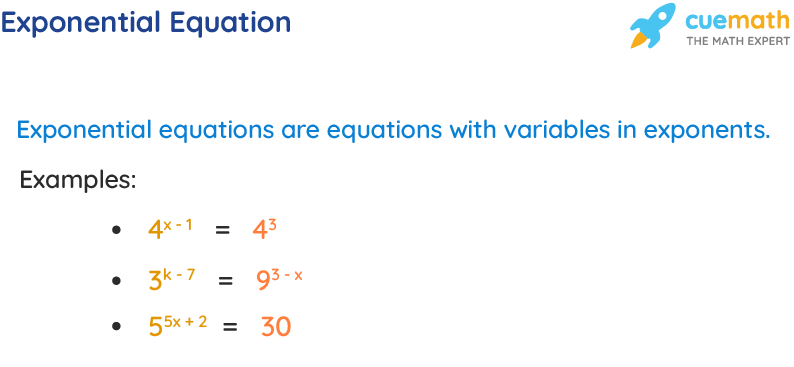 Exponential Equation
cuemath
THE MATH EXPERT
Exponential equations are equations with variables in exponents.
Examples:
• 4^{x - 1} = 4^{3}
• 3^{k - 7} = 9^{3 - x}
• 5^{5x + 2} = 30